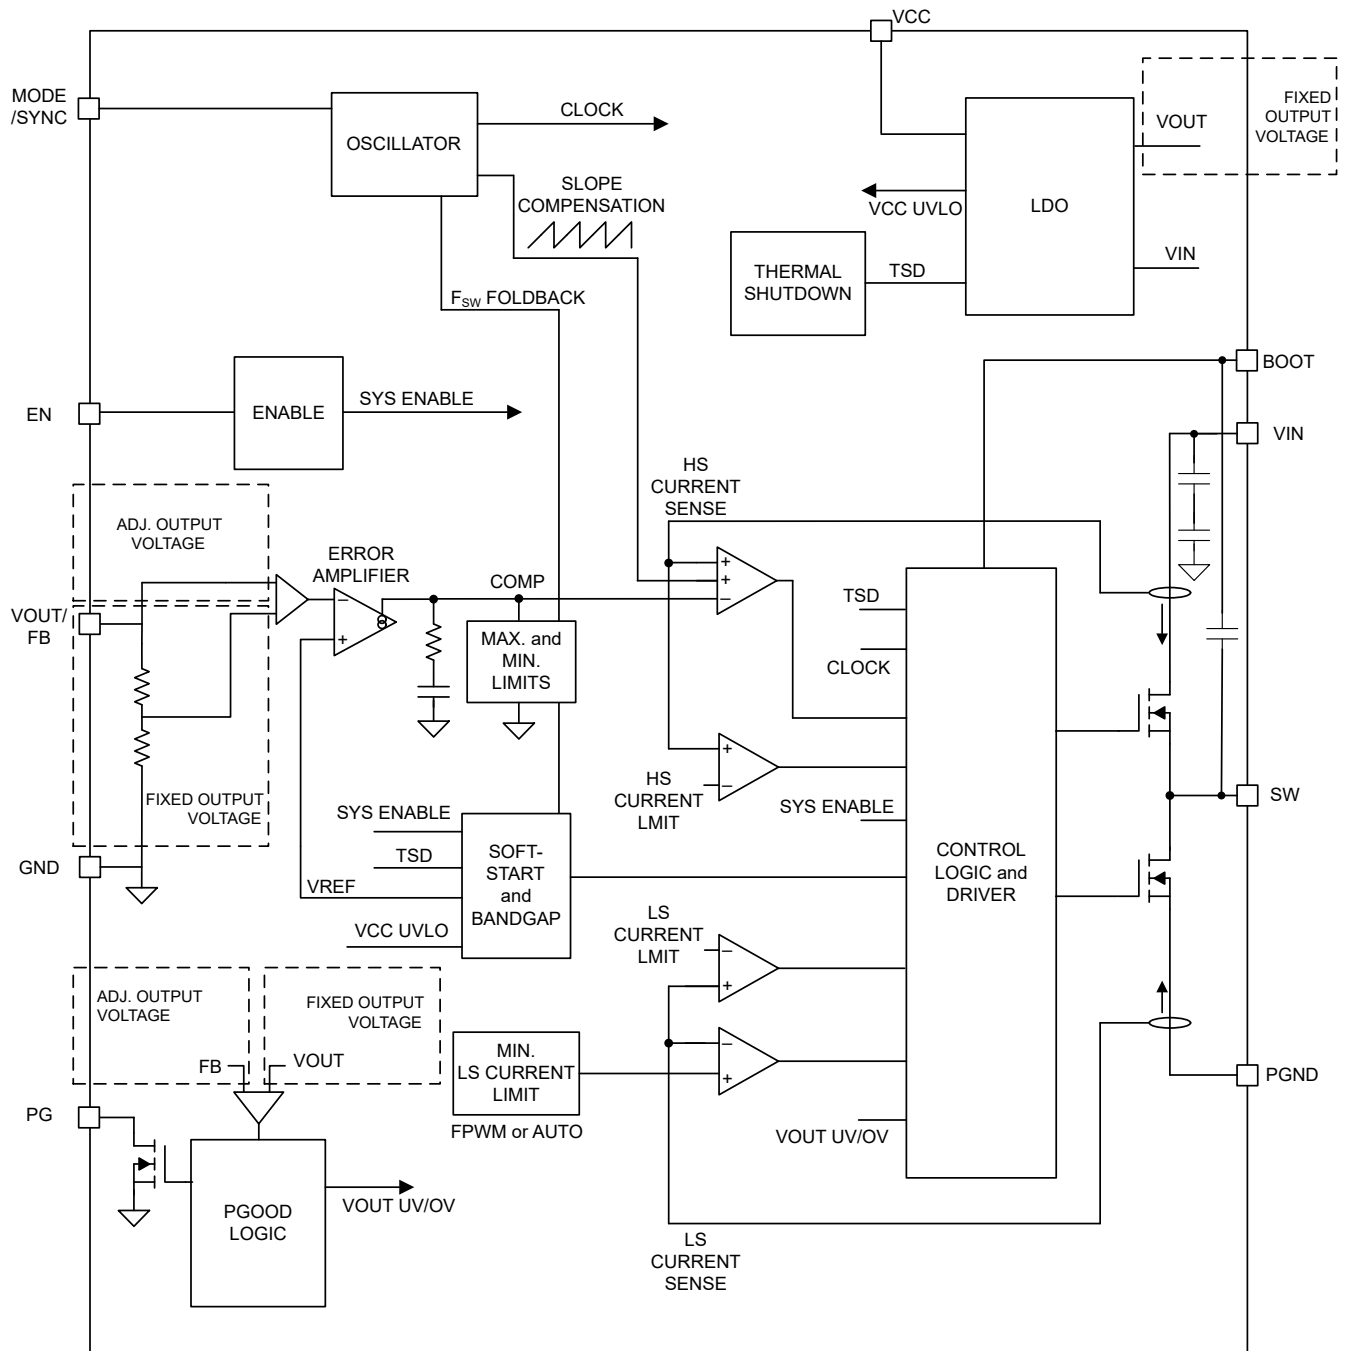 VCC
MODE
/SYNC
OSCILLATOR
CLOCK
SLOPE
COMPENSATION
FSW FOLDBACK
FIXED
OUTPUT
VOLTAGE
VOUT
LDO
VCC UVLO
VIN
THERMAL
SHUTDOWN
TSD
BOOT
VIN
EN
ENABLE
SYS ENABLE
HS
CURRENT
SENSE
ADJ. OUTPUT
VOLTAGE
ERROR
AMPLIFIER
COMP
+
+
−
−
+
VOUT/
FB
MAX. and
MIN.
LIMITS
TSD
CLOCK
+
−
HS
CURRENT
LMIT
SYS ENABLE
SW
FIXED OUTPUT
VOLTAGE
GND
SYS ENABLE
TSD
VREF
VCC UVLO
SOFT-
START
and
BANDGAP
CONTROL
LOGIC and
DRIVER
LS
CURRENT
LMIT
−
+
ADJ. OUTPUT
VOLTAGE
FIXED OUTPUT
VOLTAGE
FB
VOUT
MIN.
LS CURRENT
LIMIT
FPWM or AUTO
−
+
PGND
PG
VOUT UV/OV
PGOOD
LOGIC
VOUT UV/OV
LS
CURRENT
SENSE